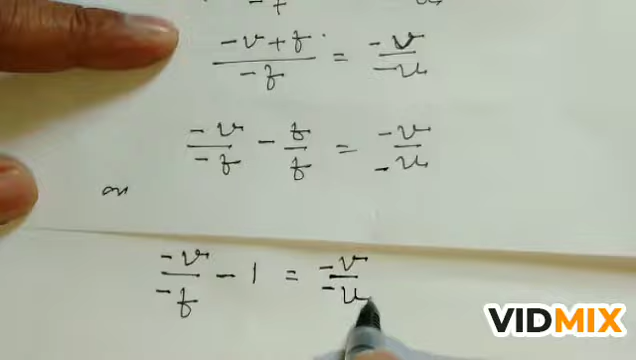 (-v+f)/(-f) = (-v)/(-u)
(-v)/(-f) - f/f = (-v)/(-u)
or
(-v)/(-f) - 1 = (-v)/(-u)
VIDMIX